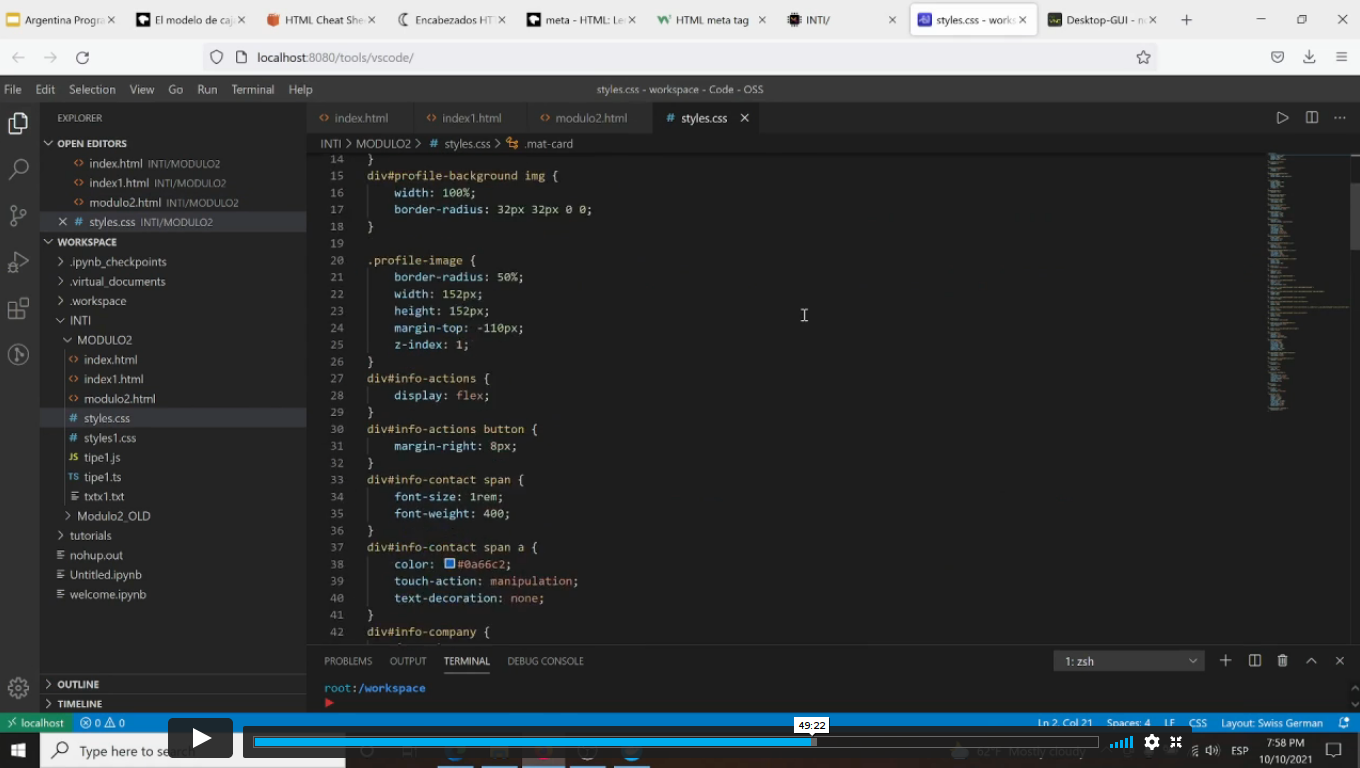 Argentina Progra
El modelo de caja
HTML Cheat She
Encabezados HT
meta - HTML: Le
HTML meta tag
INTI/
styles.css - works
Desktop-GUI - n
localhost:8080/tools/vscode/
File Edit Selection View Go Run Terminal Help
styles.css - workspace - Code - OSS
EXPLORER
OPEN EDITORS
index.html INTI/MODULO2
index1.html INTI/MODULO2
modulo2.html INTI/MODULO2
styles.css INTI/MODULO2
WORKSPACE
.ipynb_checkpoints
.virtual_documents
.workspace
INTI
MODULO2
index.html
index1.html
modulo2.html
styles.css
styles1.css
JS tipe1.js
TS tipe1.ts
txtx1.txt
Modulo2_OLD
tutorials
nohup.out
Untitled.ipynb
welcome.ipynb
OUTLINE
TIMELINE
index.html
index1.html
modulo2.html
# styles.css
INTI > MODULO2 > # styles.css > .mat-card
14 }
15 div#profile-background img {
16 width: 100%;
17 border-radius: 32px 32px 0 0;
18 }
19
20 .profile-image {
21 border-radius: 50%;
22 width: 152px;
23 height: 152px;
24 margin-top: -110px;
25 z-index: 1;
26 }
27 div#info-actions {
28 display: flex;
29 }
30 div#info-actions button {
31 margin-right: 8px;
32 }
33 div#info-contact span {
34 font-size: 1rem;
35 font-weight: 400;
36 }
37 div#info-contact span a {
38 color: #0a66c2;
39 touch-action: manipulation;
40 text-decoration: none;
41 }
42 div#info-company {
PROBLEMS OUTPUT TERMINAL DEBUG CONSOLE
1: zsh
root:/workspace
49:22
localhost
0 0
Ln 2, Col 21 Spaces: 4 LF CSS Layout: Swiss German
Type here to search
62°F Mostly cloudy
ESP
7:58 PM
10/10/2021